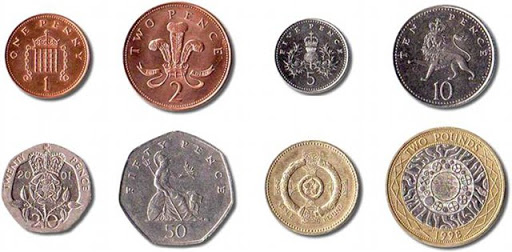 ONE PENNY
1
TWO PENCE
2
FIVE PENCE
5
TEN PENCE
10
TWENTY PENCE
2001
20
FIFTY PENCE
50
TWO POUNDS
1998